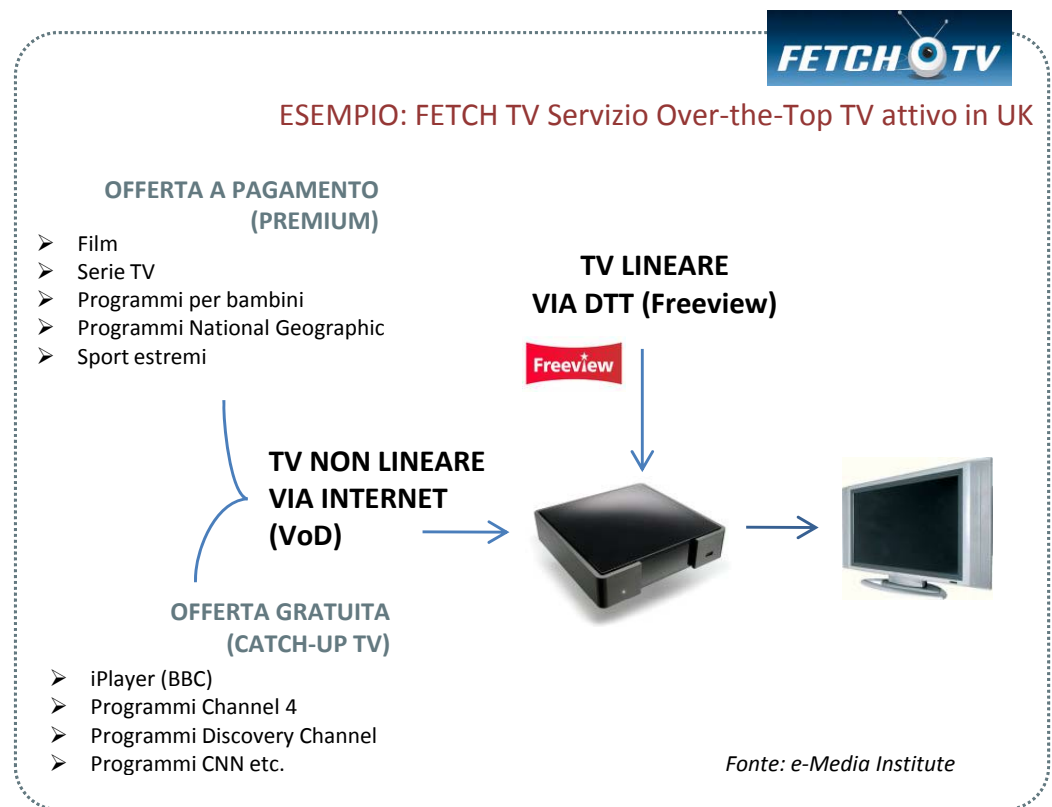 FETCH TV
ESEMPIO: FETCH TV Servizio Over-the-Top TV attivo in UK
OFFERTA A PAGAMENTO
(PREMIUM)
➢ Film
➢ Serie TV
➢ Programmi per bambini
➢ Programmi National Geographic
➢ Sport estremi
TV LINEARE
VIA DTT (Freeview)
Freeview
TV NON LINEARE
VIA INTERNET
(VoD)
OFFERTA GRATUITA
(CATCH-UP TV)
➢ iPlayer (BBC)
➢ Programmi Channel 4
➢ Programmi Discovery Channel
➢ Programmi CNN etc.
Fonte: e-Media Institute